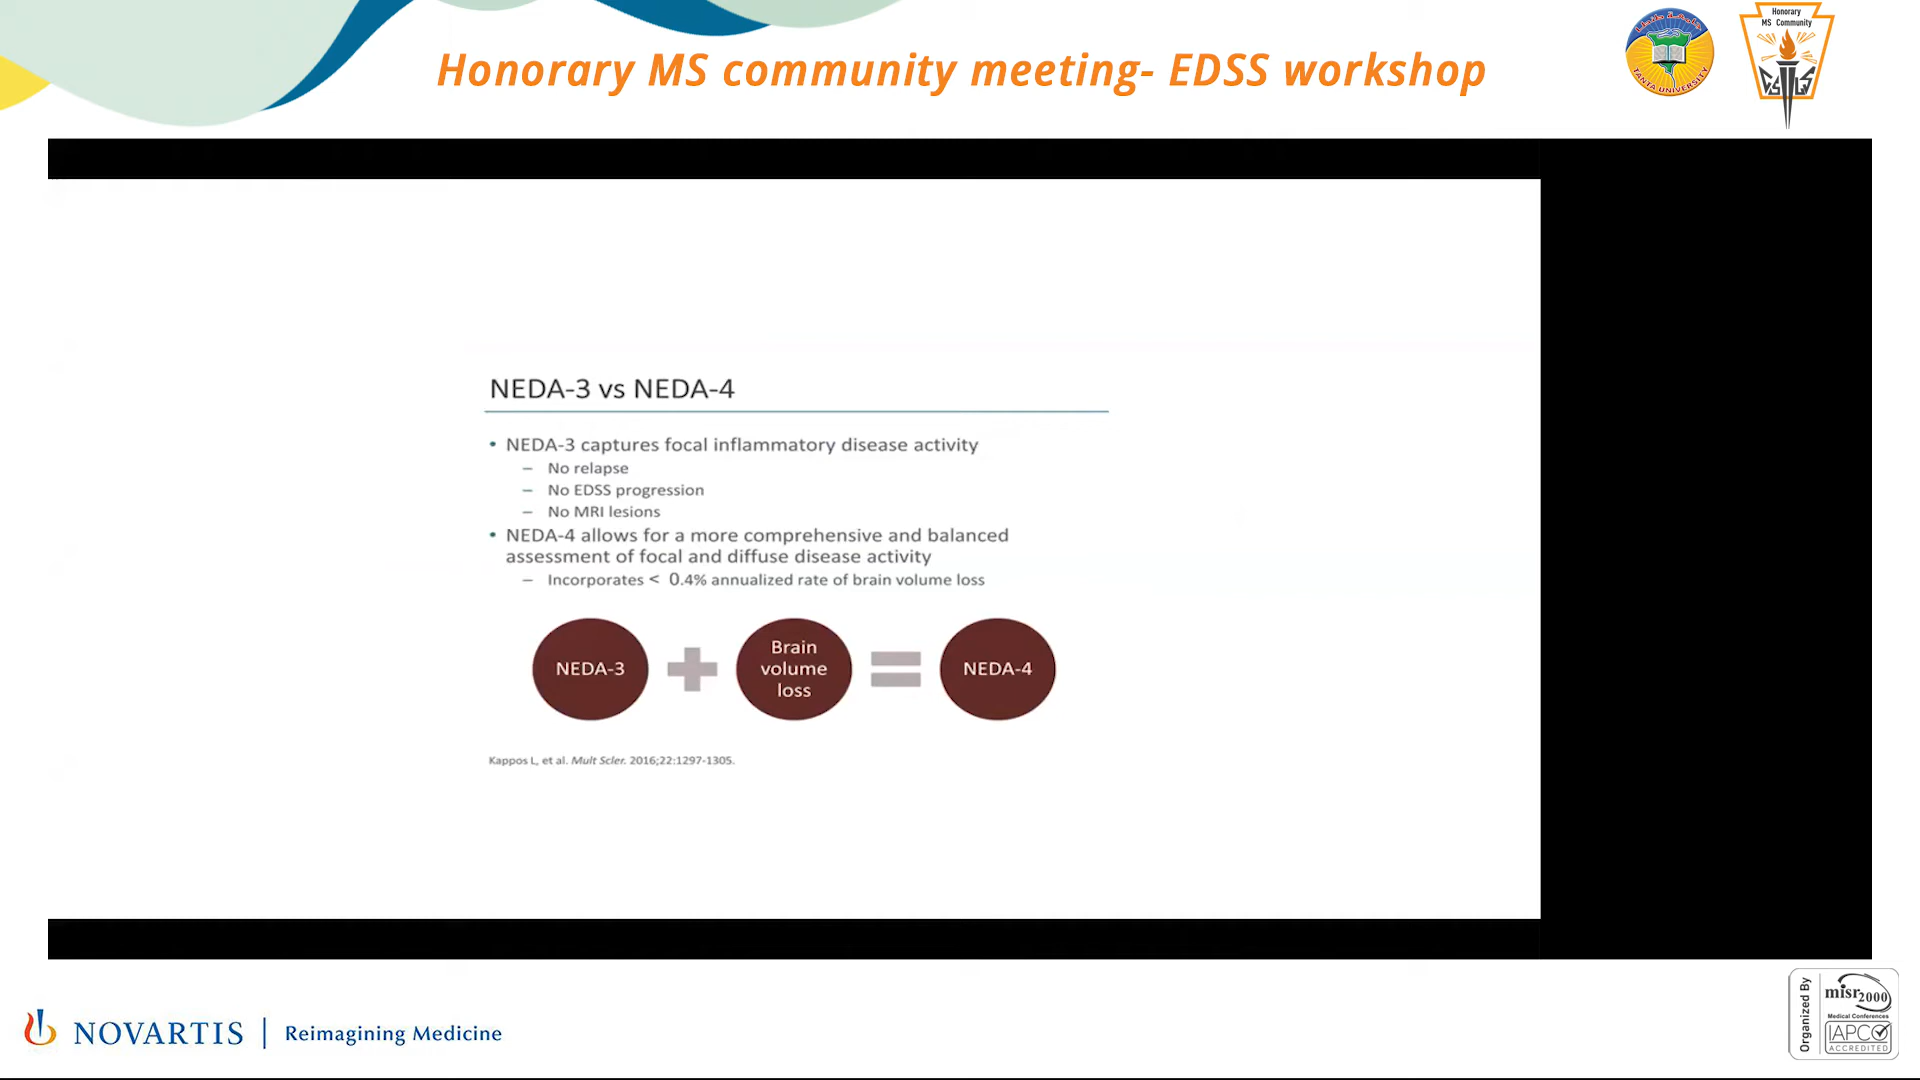 Honorary MS community meeting- EDSS workshop
TANTA UNIVERSITY
Honorary
MS Community
NEDA-3 vs NEDA-4
• NEDA-3 captures focal inflammatory disease activity
– No relapse
– No EDSS progression
– No MRI lesions
• NEDA-4 allows for a more comprehensive and balanced
assessment of focal and diffuse disease activity
– Incorporates < 0.4% annualized rate of brain volume loss
NEDA-3
Brain
volume
loss
NEDA-4
Kappos L, et al. Mult Scler. 2016;22:1297-1305.
NOVARTIS | Reimagining Medicine
Organized By
misr2000
Medical Conferences
IAPCO
ACCREDITED